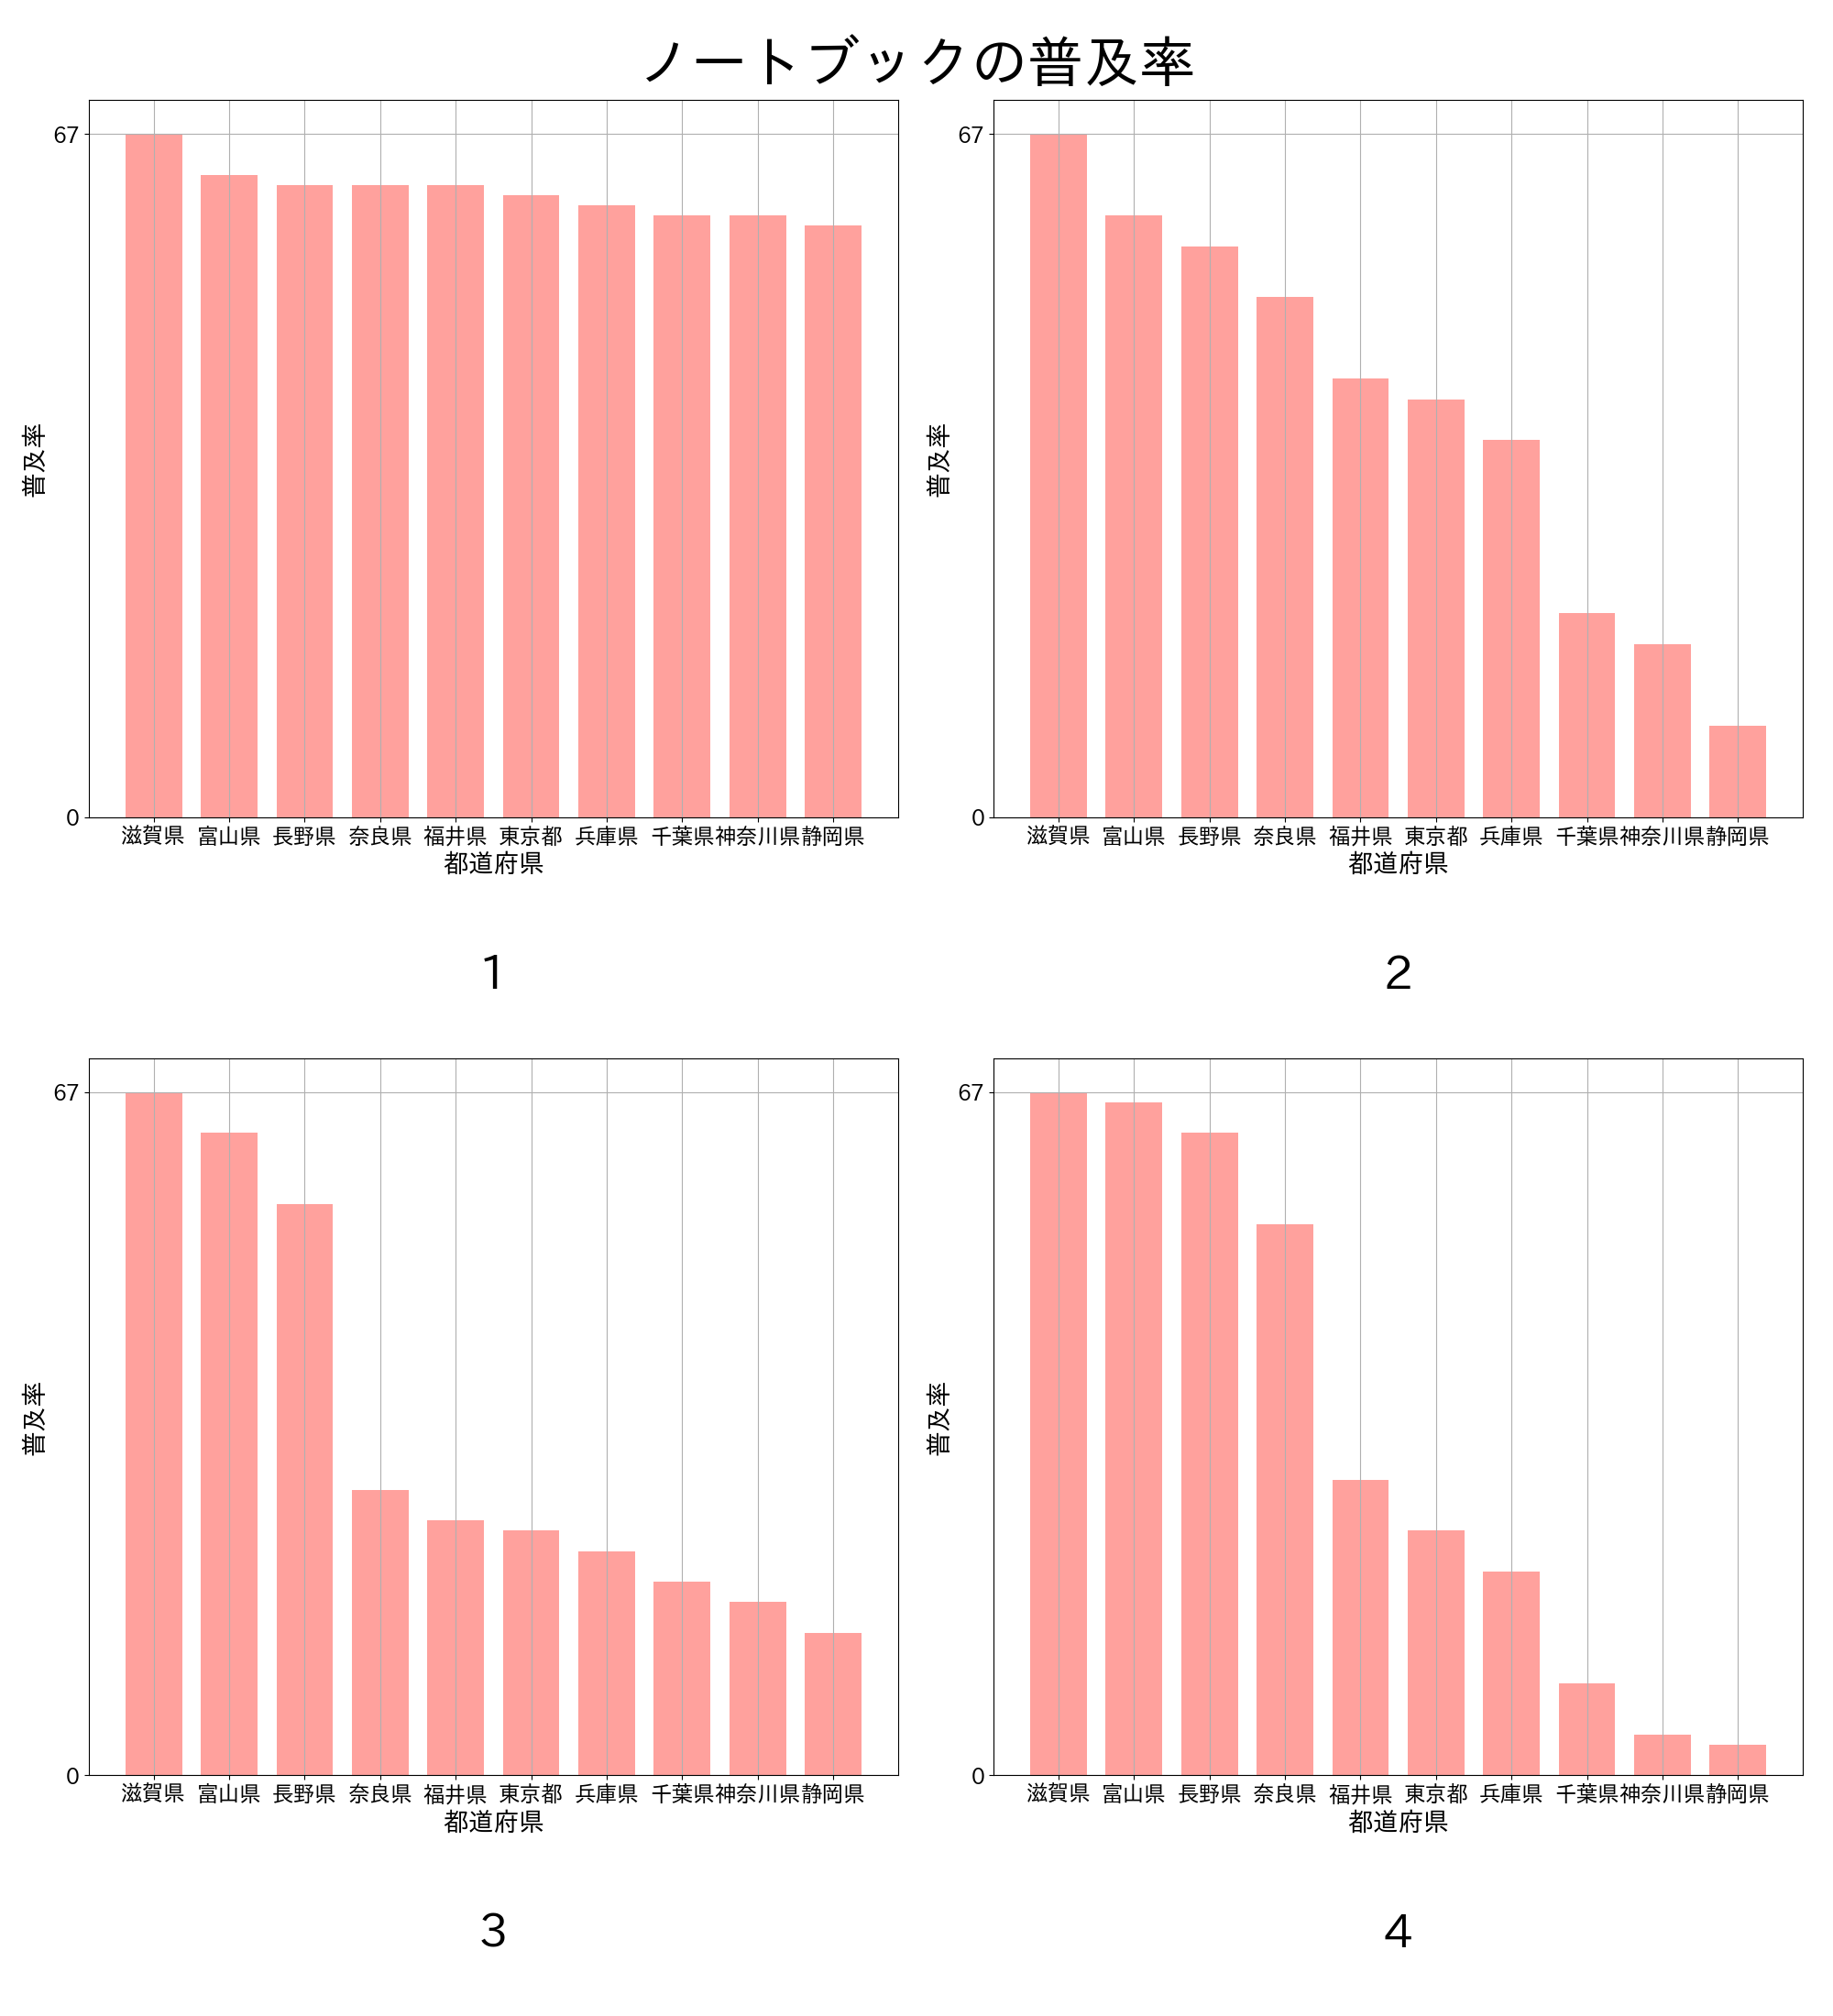 ノートブックの普及率
67
0
普及率
滋賀県 富山県 長野県 奈良県 福井県 東京都 兵庫県 千葉県 神奈川県 静岡県
都道府県
1
67
0
普及率
滋賀県 富山県 長野県 奈良県 福井県 東京都 兵庫県 千葉県 神奈川県 静岡県
都道府県
2
67
0
普及率
滋賀県 富山県 長野県 奈良県 福井県 東京都 兵庫県 千葉県 神奈川県 静岡県
都道府県
3
67
0
普及率
滋賀県 富山県 長野県 奈良県 福井県 東京都 兵庫県 千葉県 神奈川県 静岡県
都道府県
4